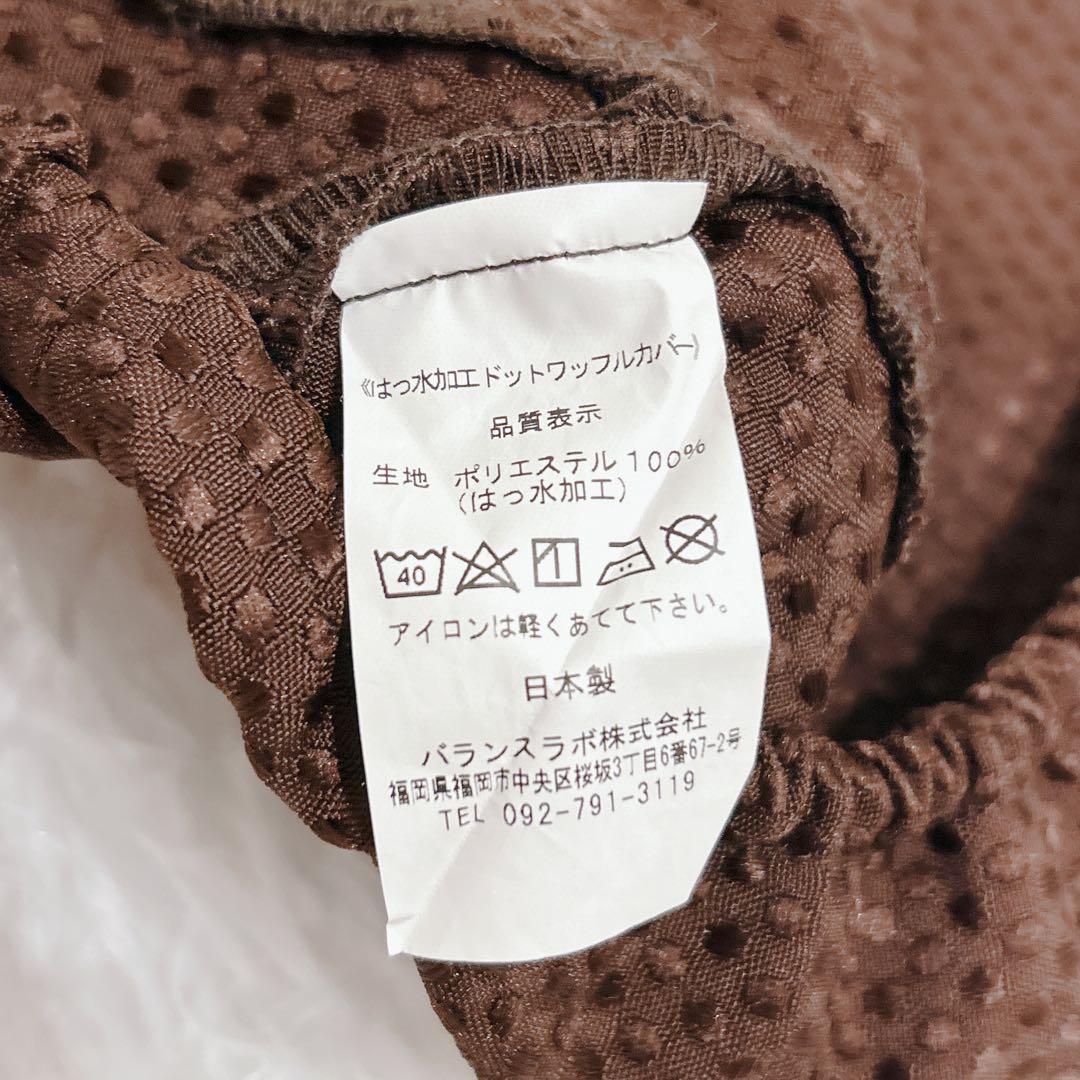 《はっ水加工ドットワッフルカバー》
品質表示
生地 ポリエステル100%
(はっ水加工)
40
アイロンは軽くあてて下さい。
日本製
バランスラボ株式会社
福岡県福岡市中央区桜坂3丁目6番67-2号
TEL 092-791-3119